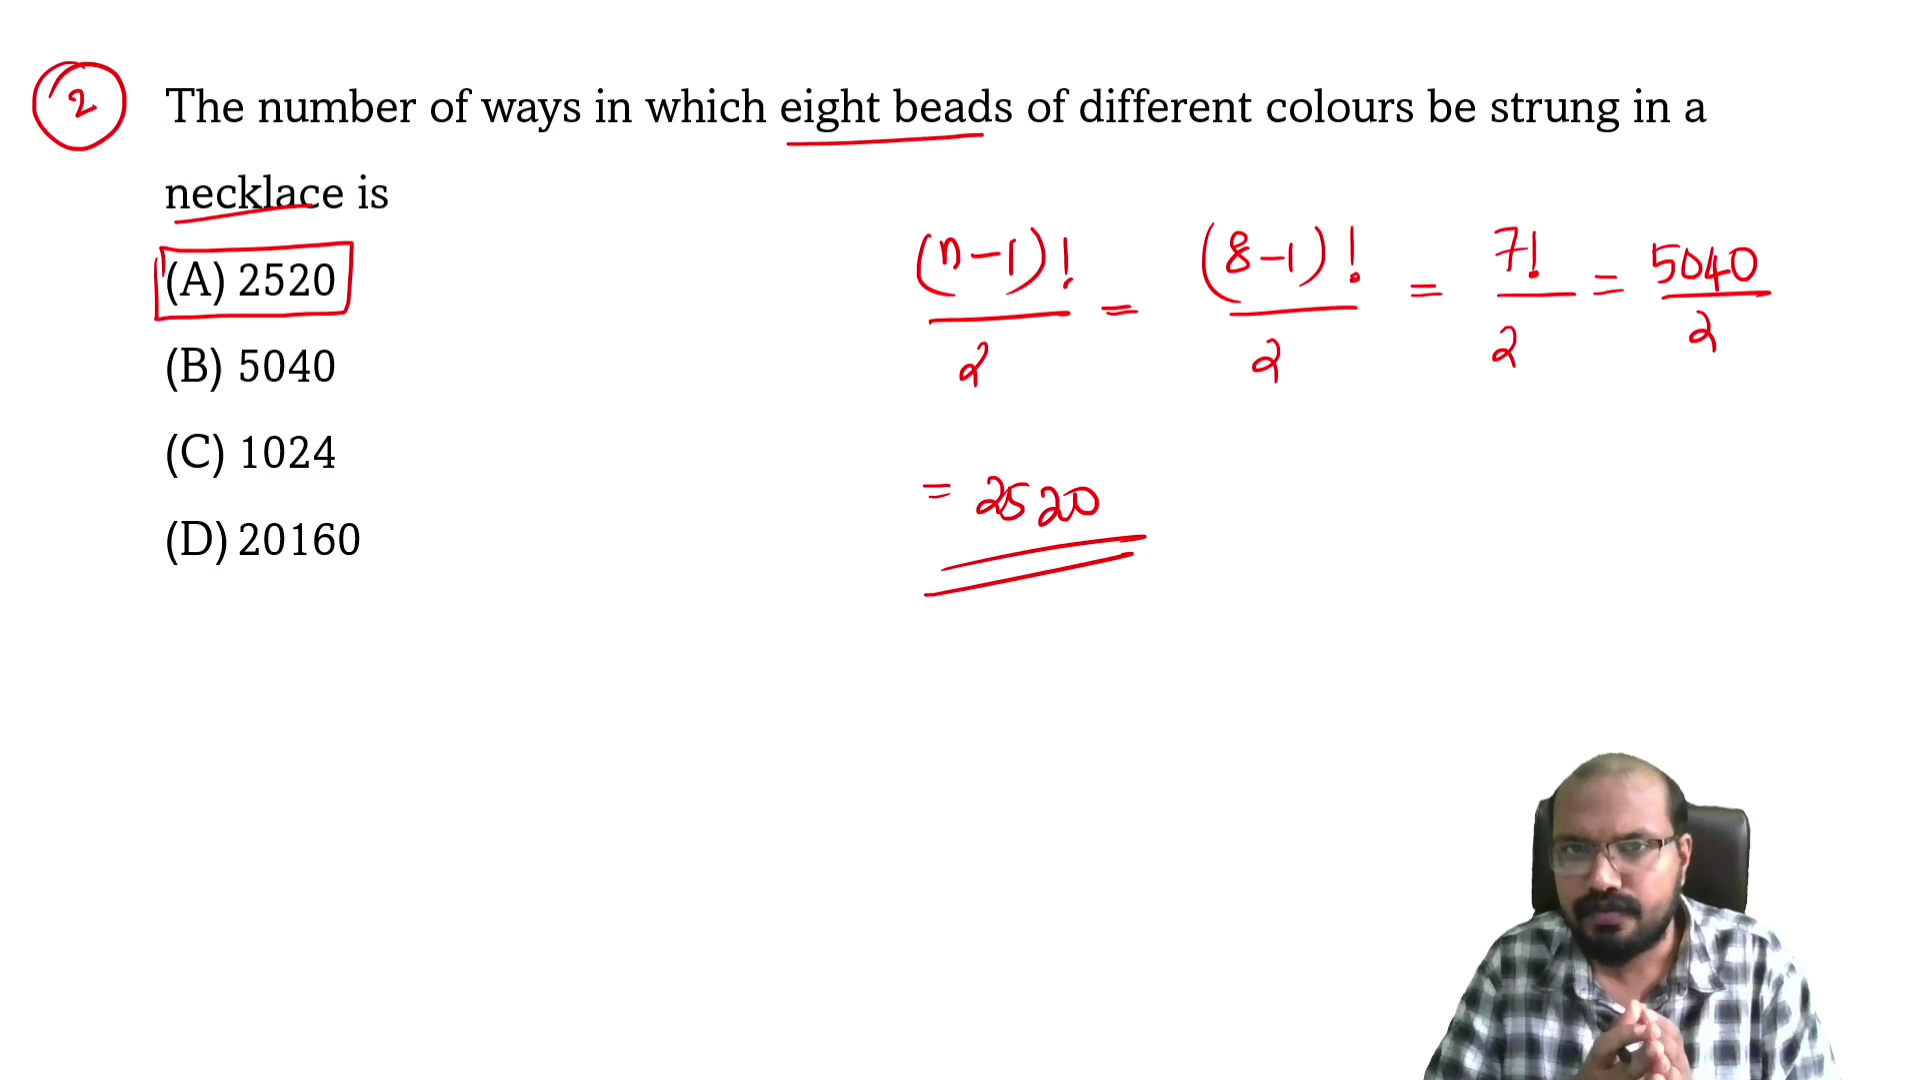 2 The number of ways in which eight beads of different colours be strung in a
necklace is
(A) 2520
(B) 5040
(C) 1024
(D) 20160
(n-1)!/2 = (8-1)!/2 = 7!/2 = 5040/2
= 2520